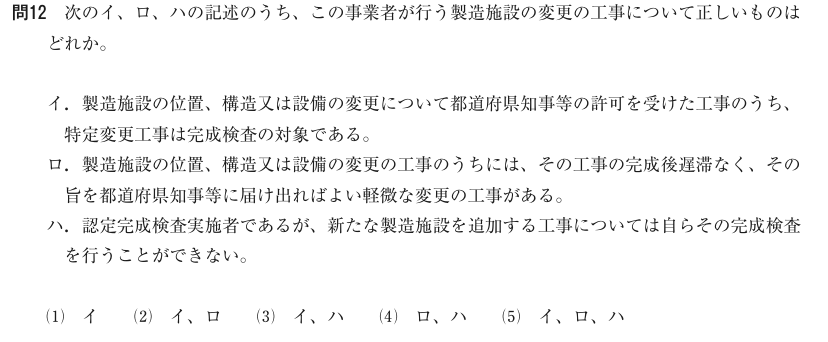 問12　次のイ、ロ、ハの記述のうち、この事業者が行う製造施設の変更の工事について正しいものは
どれか。
イ．製造施設の位置、構造又は設備の変更について都道府県知事等の許可を受けた工事のうち、
特定変更工事は完成検査の対象である。
ロ．製造施設の位置、構造又は設備の変更の工事のうちには、その工事の完成後遅滞なく、その
旨を都道府県知事等に届け出ればよい軽微な変更の工事がある。
ハ．認定完成検査実施者であるが、新たな製造施設を追加する工事については自らその完成検査
を行うことができない。
(1)　イ　　(2)　イ、ロ　　(3)　イ、ハ　　(4)　ロ、ハ　　(5)　イ、ロ、ハ